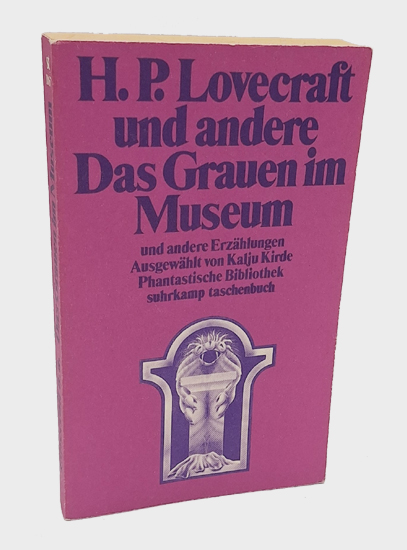 H. P. Lovecraft
und andere
Das Grauen im
Museum
und andere Erzählungen
Ausgewählt von Kalju Kirde
Phantastische Bibliothek
suhrkamp taschenbuch